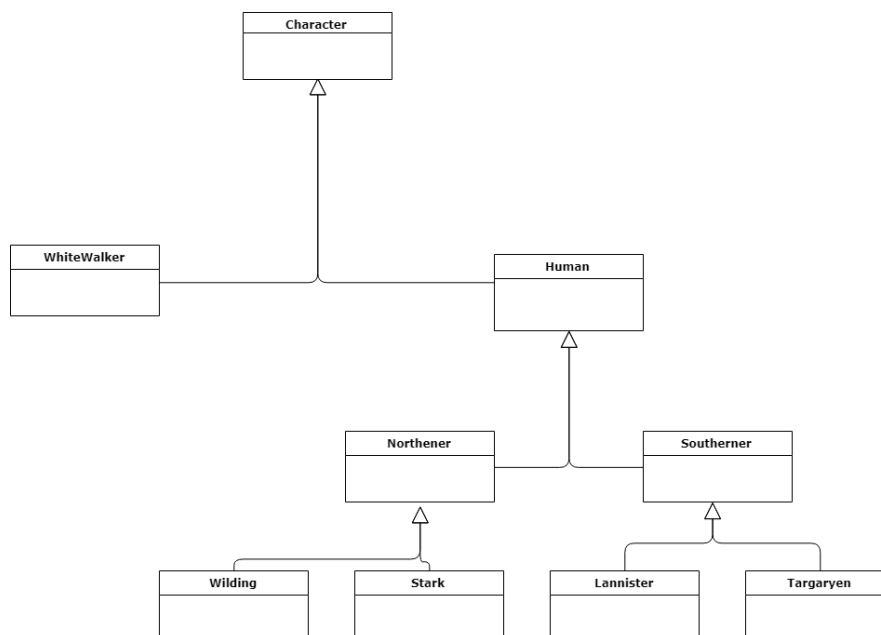 Character
WhiteWalker
Human
Northener
Southerner
Wilding
Stark
Lannister
Targaryen